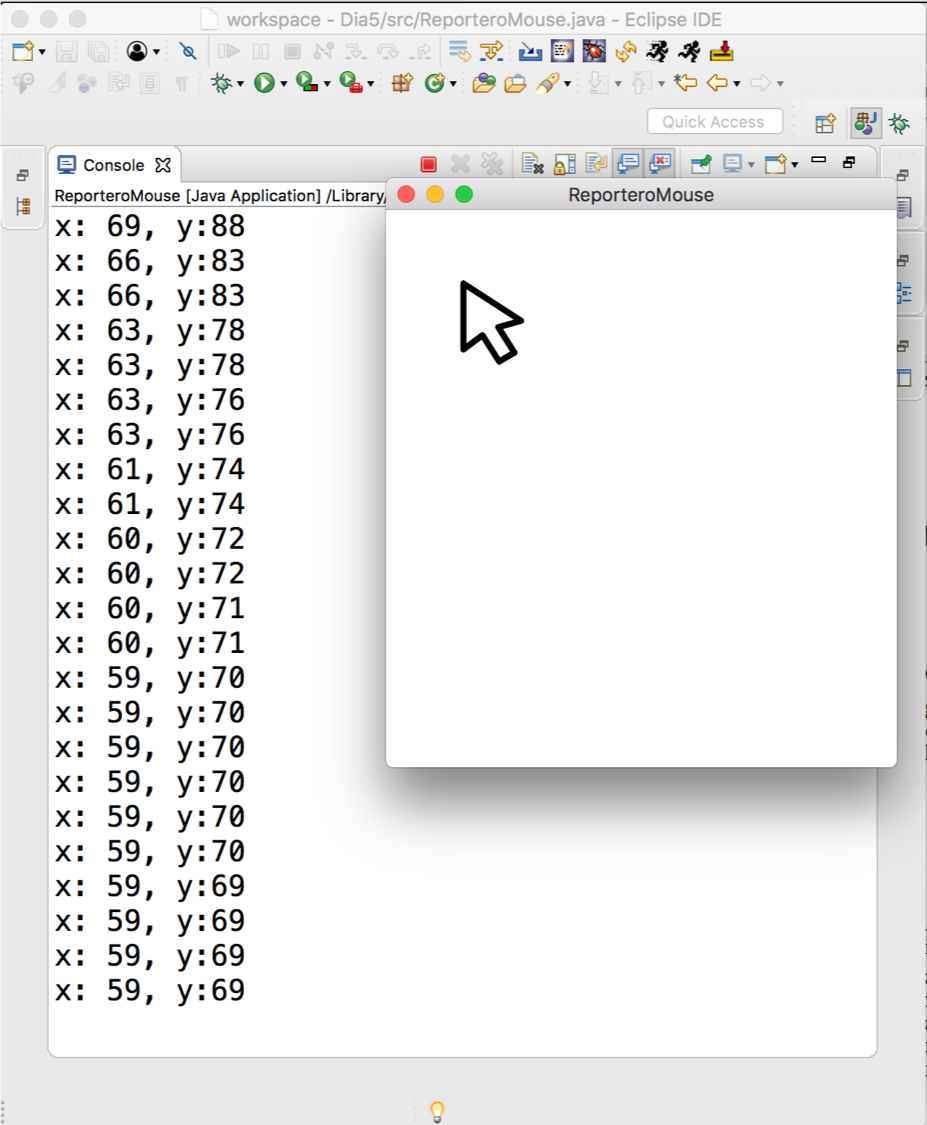 workspace - Dia5/src/ReporteroMouse.java - Eclipse IDE
Quick Access
Console
ReporteroMouse [Java Application] /Library/
ReporteroMouse
x: 69, y:88
x: 66, y:83
x: 66, y:83
x: 63, y:78
x: 63, y:78
x: 63, y:76
x: 63, y:76
x: 61, y:74
x: 61, y:74
x: 60, y:72
x: 60, y:72
x: 60, y:71
x: 60, y:71
x: 59, y:70
x: 59, y:70
x: 59, y:70
x: 59, y:70
x: 59, y:70
x: 59, y:70
x: 59, y:69
x: 59, y:69
x: 59, y:69
x: 59, y:69